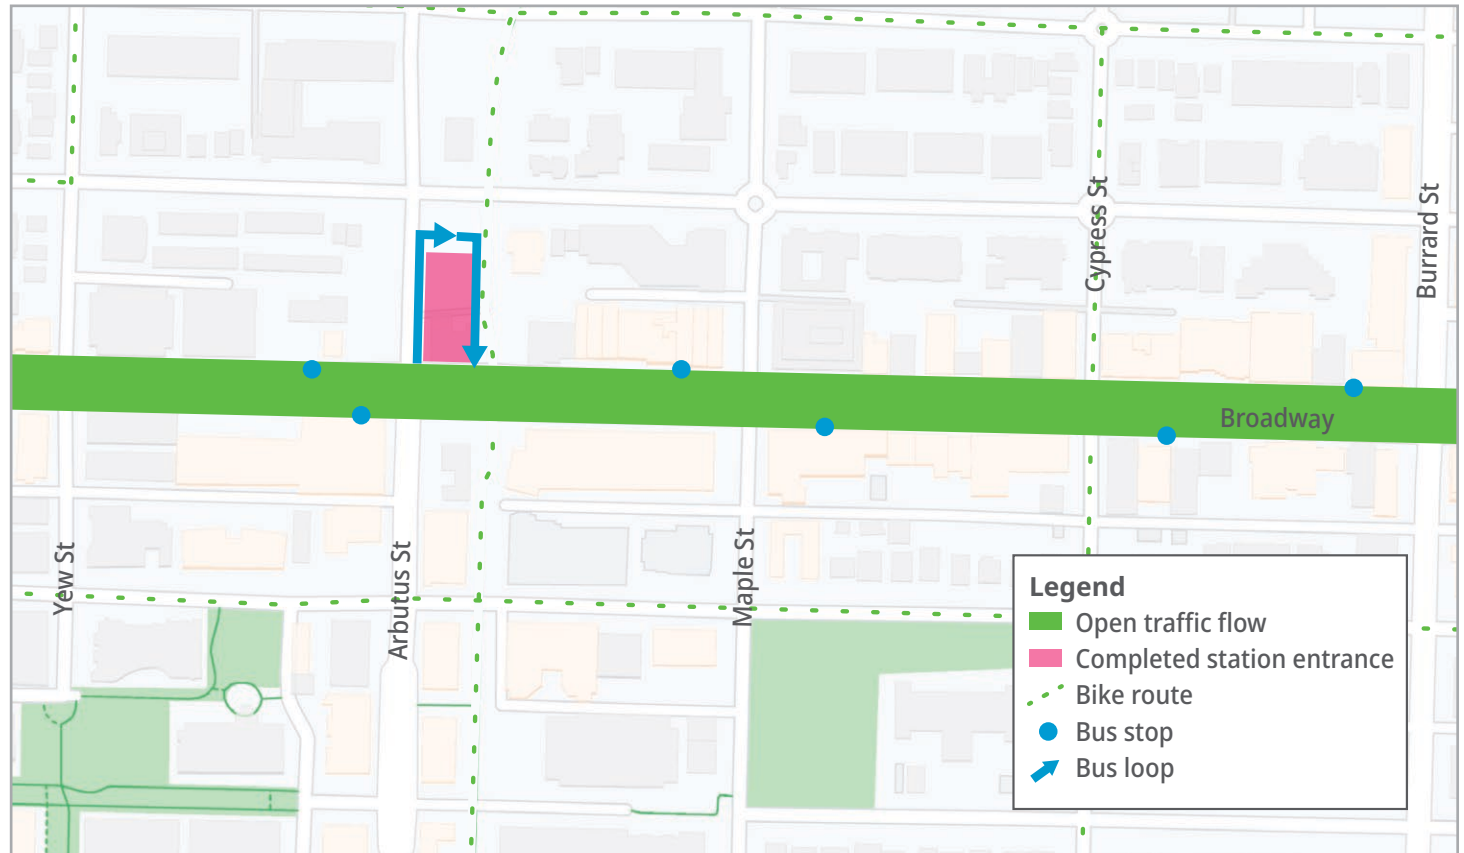 Cypress St
Burrard St
Broadway
Yew St
Arbutus St
Maple St
Legend
Open traffic flow
Completed station entrance
Bike route
Bus stop
Bus loop